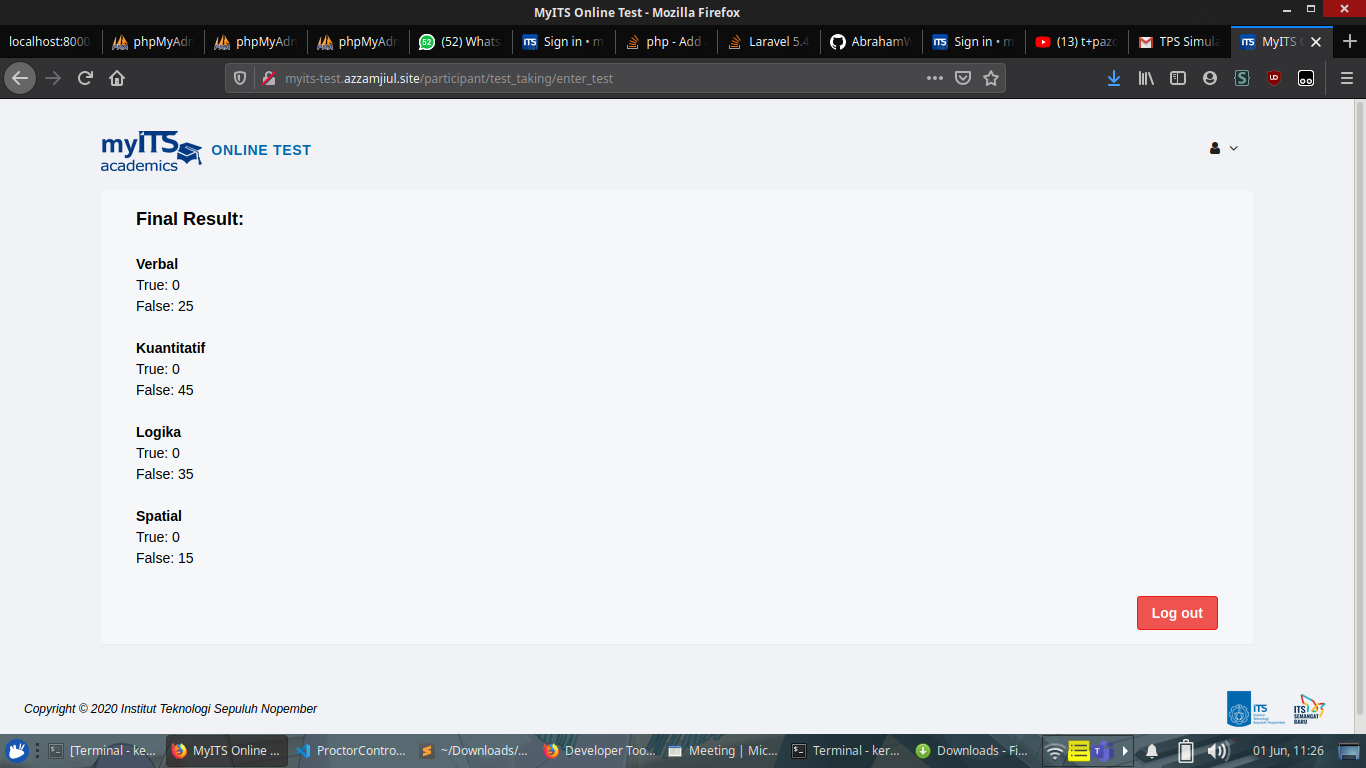 MyITS Online Test - Mozilla Firefox
localhost:8000
phpMyAdn
phpMyAdn
phpMyAdn
(52) Whats
Sign in • m
php - Add
Laravel 5.4
AbrahamW
Sign in • m
(13) t+pazo
TPS Simula
MyITS
myits-test.azzamjiul.site/participant/test_taking/enter_test
myITS
academics
ONLINE TEST
Final Result:
Verbal
True: 0
False: 25
Kuantitatif
True: 0
False: 45
Logika
True: 0
False: 35
Spatial
True: 0
False: 15
Log out
Copyright © 2020 Institut Teknologi Sepuluh Nopember
ITS
ITS
SEMANGAT
BARU
[Terminal - ke...
MyITS Online ...
ProctorContro...
~/Downloads/...
Developer Too...
Meeting | Mic...
Terminal - ker...
Downloads - Fi...
01 Jun, 11:26